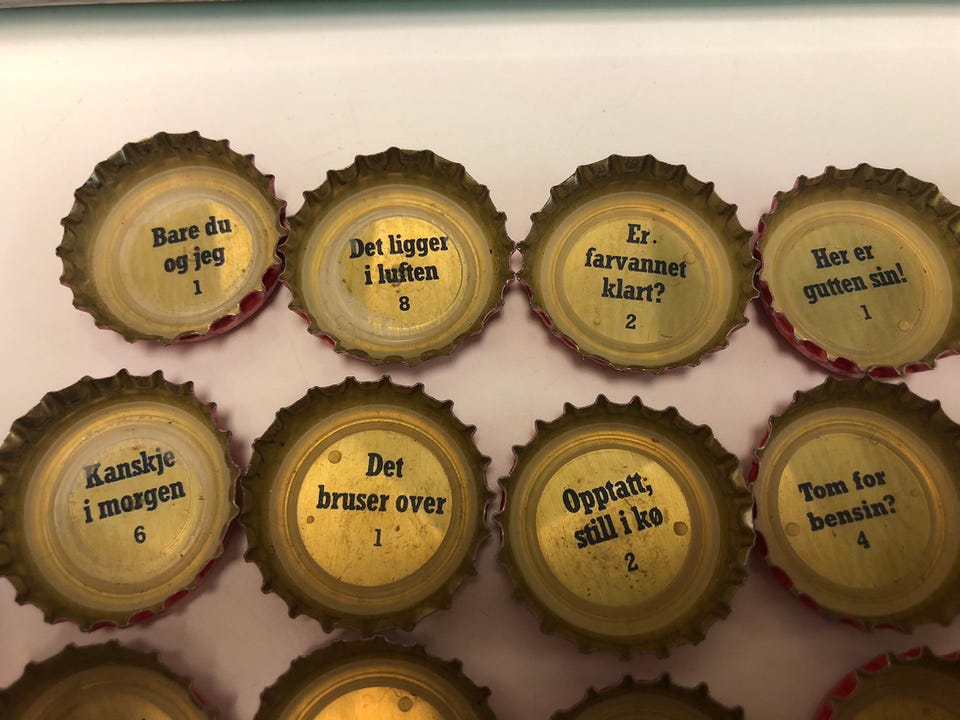 Bare du
og jeg
1
Det ligger
i luften
8
Er.
farvannet
klart?
2
Her er
gutten sin!
1
Kanskje
i morgen
6
Det
bruser over
1
Opptatt;
still i kø
2
Tom for
bensin?
4